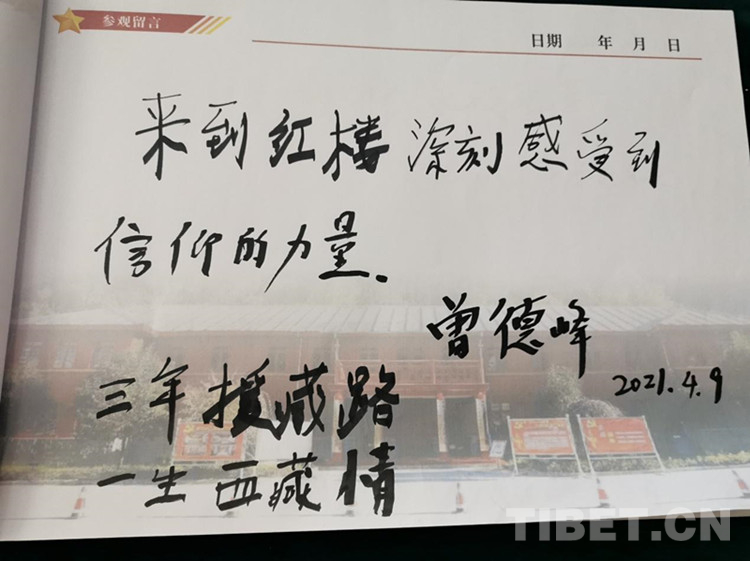 参观留言
日期 年 月 日
来到红楼深刻感受到
信仰的力量.
曾德峰
2021.4.9
三年援藏路
一生西藏情
TIBET.CN